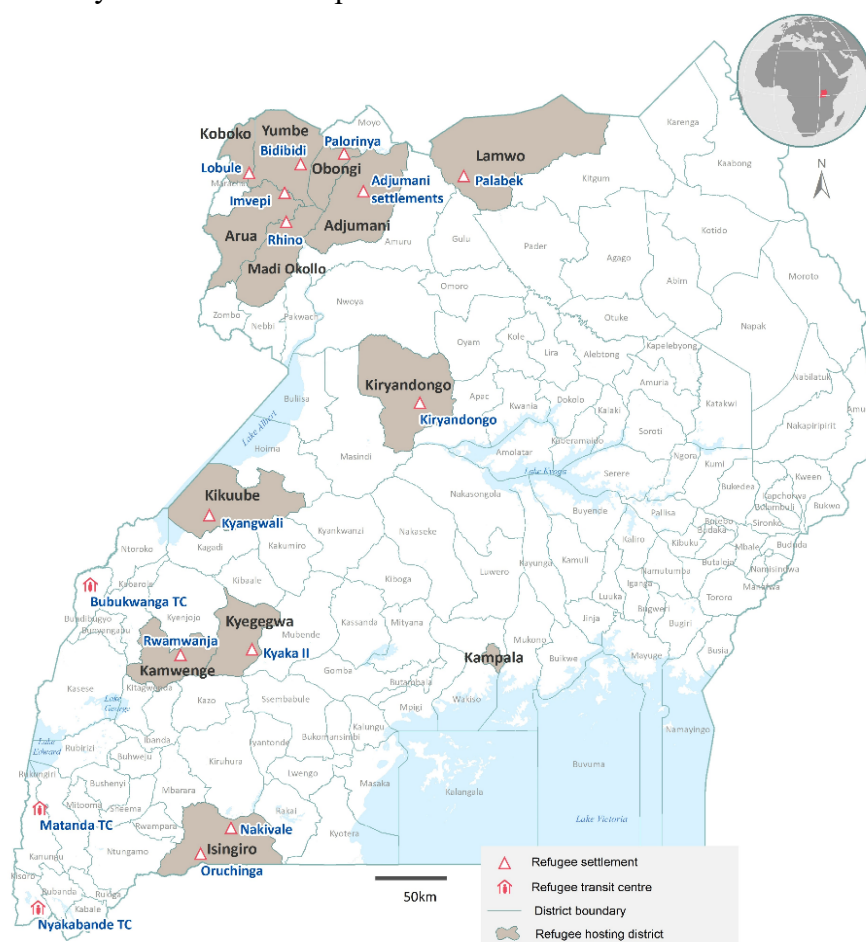 Karenga
Moyo
Koboko
Yumbe
Palorinya
Bidibidi
Lamwo
Kaabong
N
Lobule
Obongi
Kitgum
Palabek
Adjumani
settlements
Imvepi
Kotido
Rhino
Adjumani
Arua
Amuru
Gulu
Pader
Agago
Madi Okollo
Moroto
Abim
Omoro
Nwoya
Zombo
Nebbi
Pakwach
Otuke
Napak
Kole
Oyam
Lira
Alebtong
Kapelebyong
Nabilatuk
Kiryandongo
Amuria
Apac
Buliisa
Kwania
Dokolo
Kalaki
Katakwi
Kiryandongo
Soroti
Nakapiripirit
Lake Albert
Kaberamaido
Hoima
Masindi
Amolatar
Ngora
Kumi
Lake Kyoga
Serere
Bukedea
Kween
Kikuube
Nakasongola
Kapchorwa
Bukwo
Buyende
Pallisa
Bulambuli
Kyangwali
Sironko
Kyankwanzi
Nakaseke
Kaliro
Kibuku
Budaka
Mbale
Bududa
Ntoroko
Kagadi
Kakumiro
Kayunga
Kamuli
Butaleja
Namisindwa
Kibaale
Kiboga
Luwero
Namutumba
Iganga
Manafwa
Bubukwanga TC
Luuka
Tororo
Bundibugyo
Kyenjojo
Kyegegwa
Kassanda
Mityana
Bugweri
Bunyangabu
Rwamwanja
Mubende
Jinja
Bugiri
Kyaka II
Kampala
Mukono
Buikwe
Mayuge
Busia
Kamwenge
Gomba
Kasese
Kitagwenda
Kazo
Butambala
Wakiso
Ssembabule
Mpigi
Lake
George
Namayingo
Kalungu
Ibanda
Lyantonde
Bukomansimbi
Lake
Edward
Rubirizi
Buhweju
Kiruhura
Rukungiri
Lwengo
Buvuma
Bushenyi
Mbarara
Masaka
Kalangala
Mitooma
Sheema
Rakai
Matanda TC
Rwampara
Nakivale
Lake Victoria
Kyotera
Isingiro
Kanungu
Ntungamo
Oruchinga
Kisoro
Rubanda
Rukiga
Kabale
Nyakabande TC
50km
Refugee settlement
Refugee transit centre
District boundary
Refugee hosting district